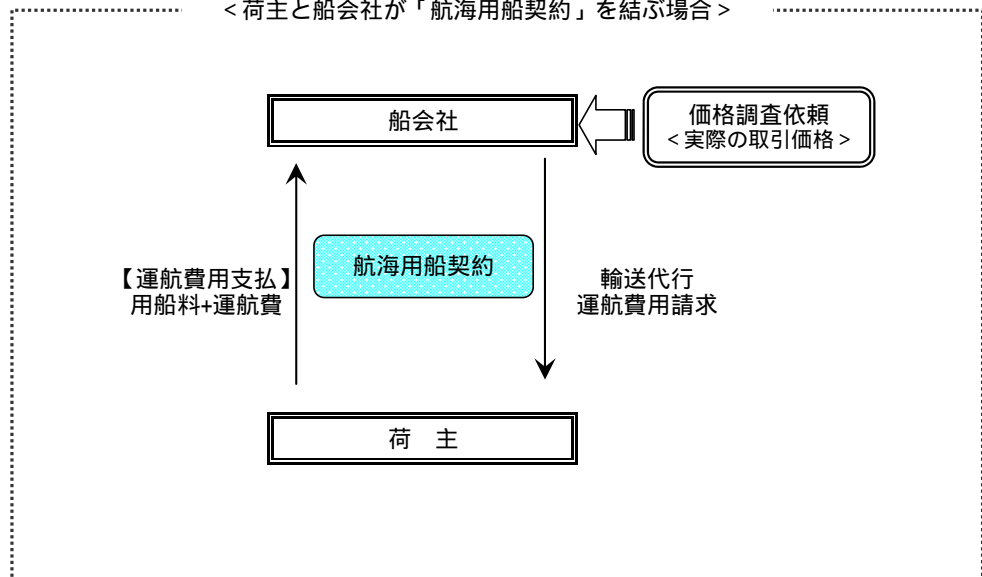 <荷主と船会社が「航海用船契約」を結ぶ場合>
船会社
価格調査依頼
<実際の取引価格>
航海用船契約
【運航費用支払】
用船料+運航費
輸送代行
運航費用請求
荷　主